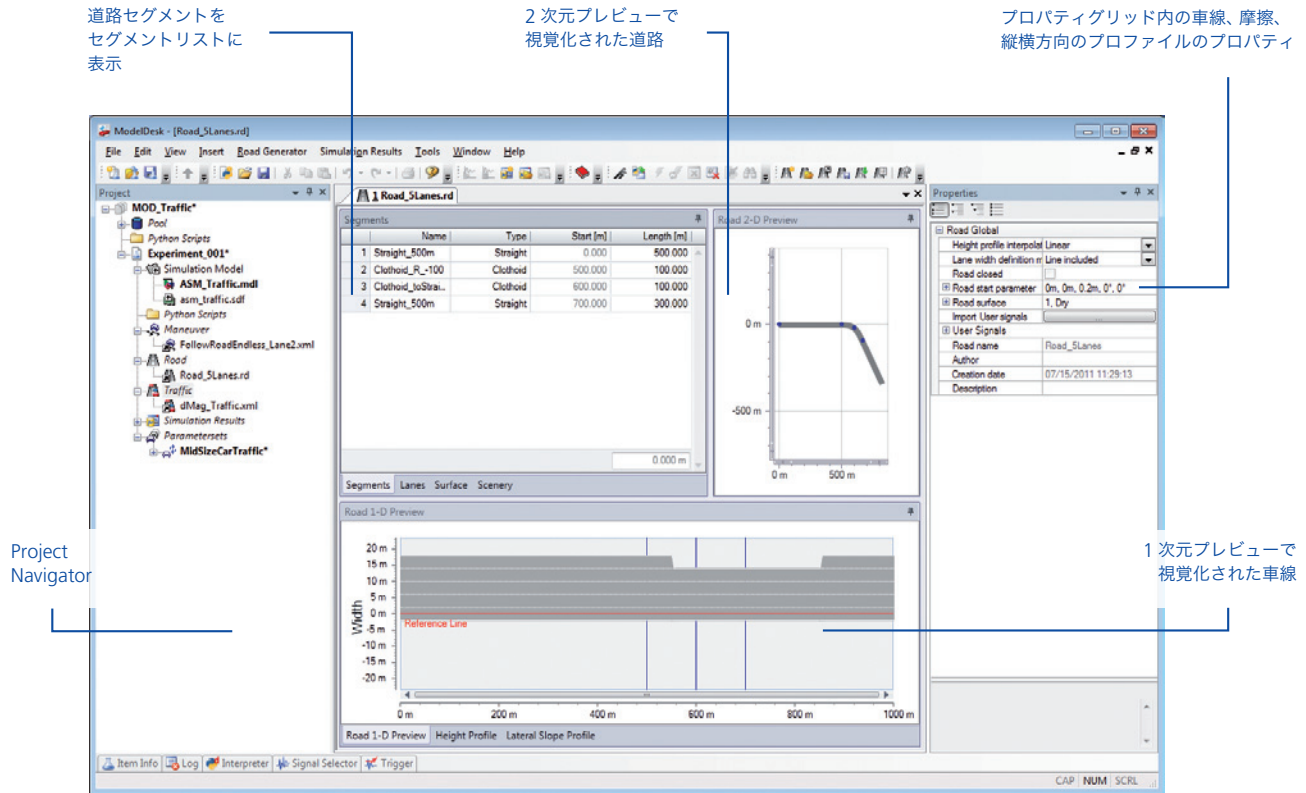 道路セグメントを
セグメントリストに
表示
2 次元プレビューで
視覚化された道路
プロパティグリッド内の車線、摩擦、
縦横方向のプロファイルのプロパティ
ModelDesk - [Road_5Lanes.rd]
File Edit View Insert Road Generator Simulation Results Tools Window Help
Project
MOD_Traffic*
Pool
Python Scripts
Experiment_001*
Simulation Model
ASM_Traffic.mdl
asm_traffic.sdf
Python Scripts
Maneuver
FollowRoadEndless_Lane2.xml
Road
Road_5Lanes.rd
Traffic
dMag_Traffic.xml
Simulation Results
Parametersets
MidSizeCarTraffic*
1 Road_5Lanes.rd
Segments
Name Type Start [m] Length [m]
1 Straight_500m Straight 0.000 500.000
2 Clothoid_R_-100 Clothoid 500.000 100.000
3 Clothoid_toStrai... Clothoid 600.000 100.000
4 Straight_500m Straight 700.000 300.000
0.000 m
Segments Lanes Surface Scenery
Road 2-D Preview
0 m
-500 m
0 m 500 m
Properties
Road Global
Height profile interpolat Linear
Lane width definition m Line included
Road closed
Road start parameter 0m, 0m, 0.2m, 0°, 0°
Road surface 1, Dry
Import User signals ...
User Signals
Road name Road_5Lanes
Author
Creation date 07/15/2011 11:29:13
Description
Road 1-D Preview
Width
20 m
15 m
10 m
5 m
0 m
-5 m
-10 m
-15 m
-20 m
Reference Line
0 m 200 m 400 m 600 m 800 m 1000 m
Road 1-D Preview Height Profile Lateral Slope Profile
Project
Navigator
1 次元プレビューで
視覚化された車線
Item Info Log Interpreter Signal Selector Trigger
CAP NUM SCRL